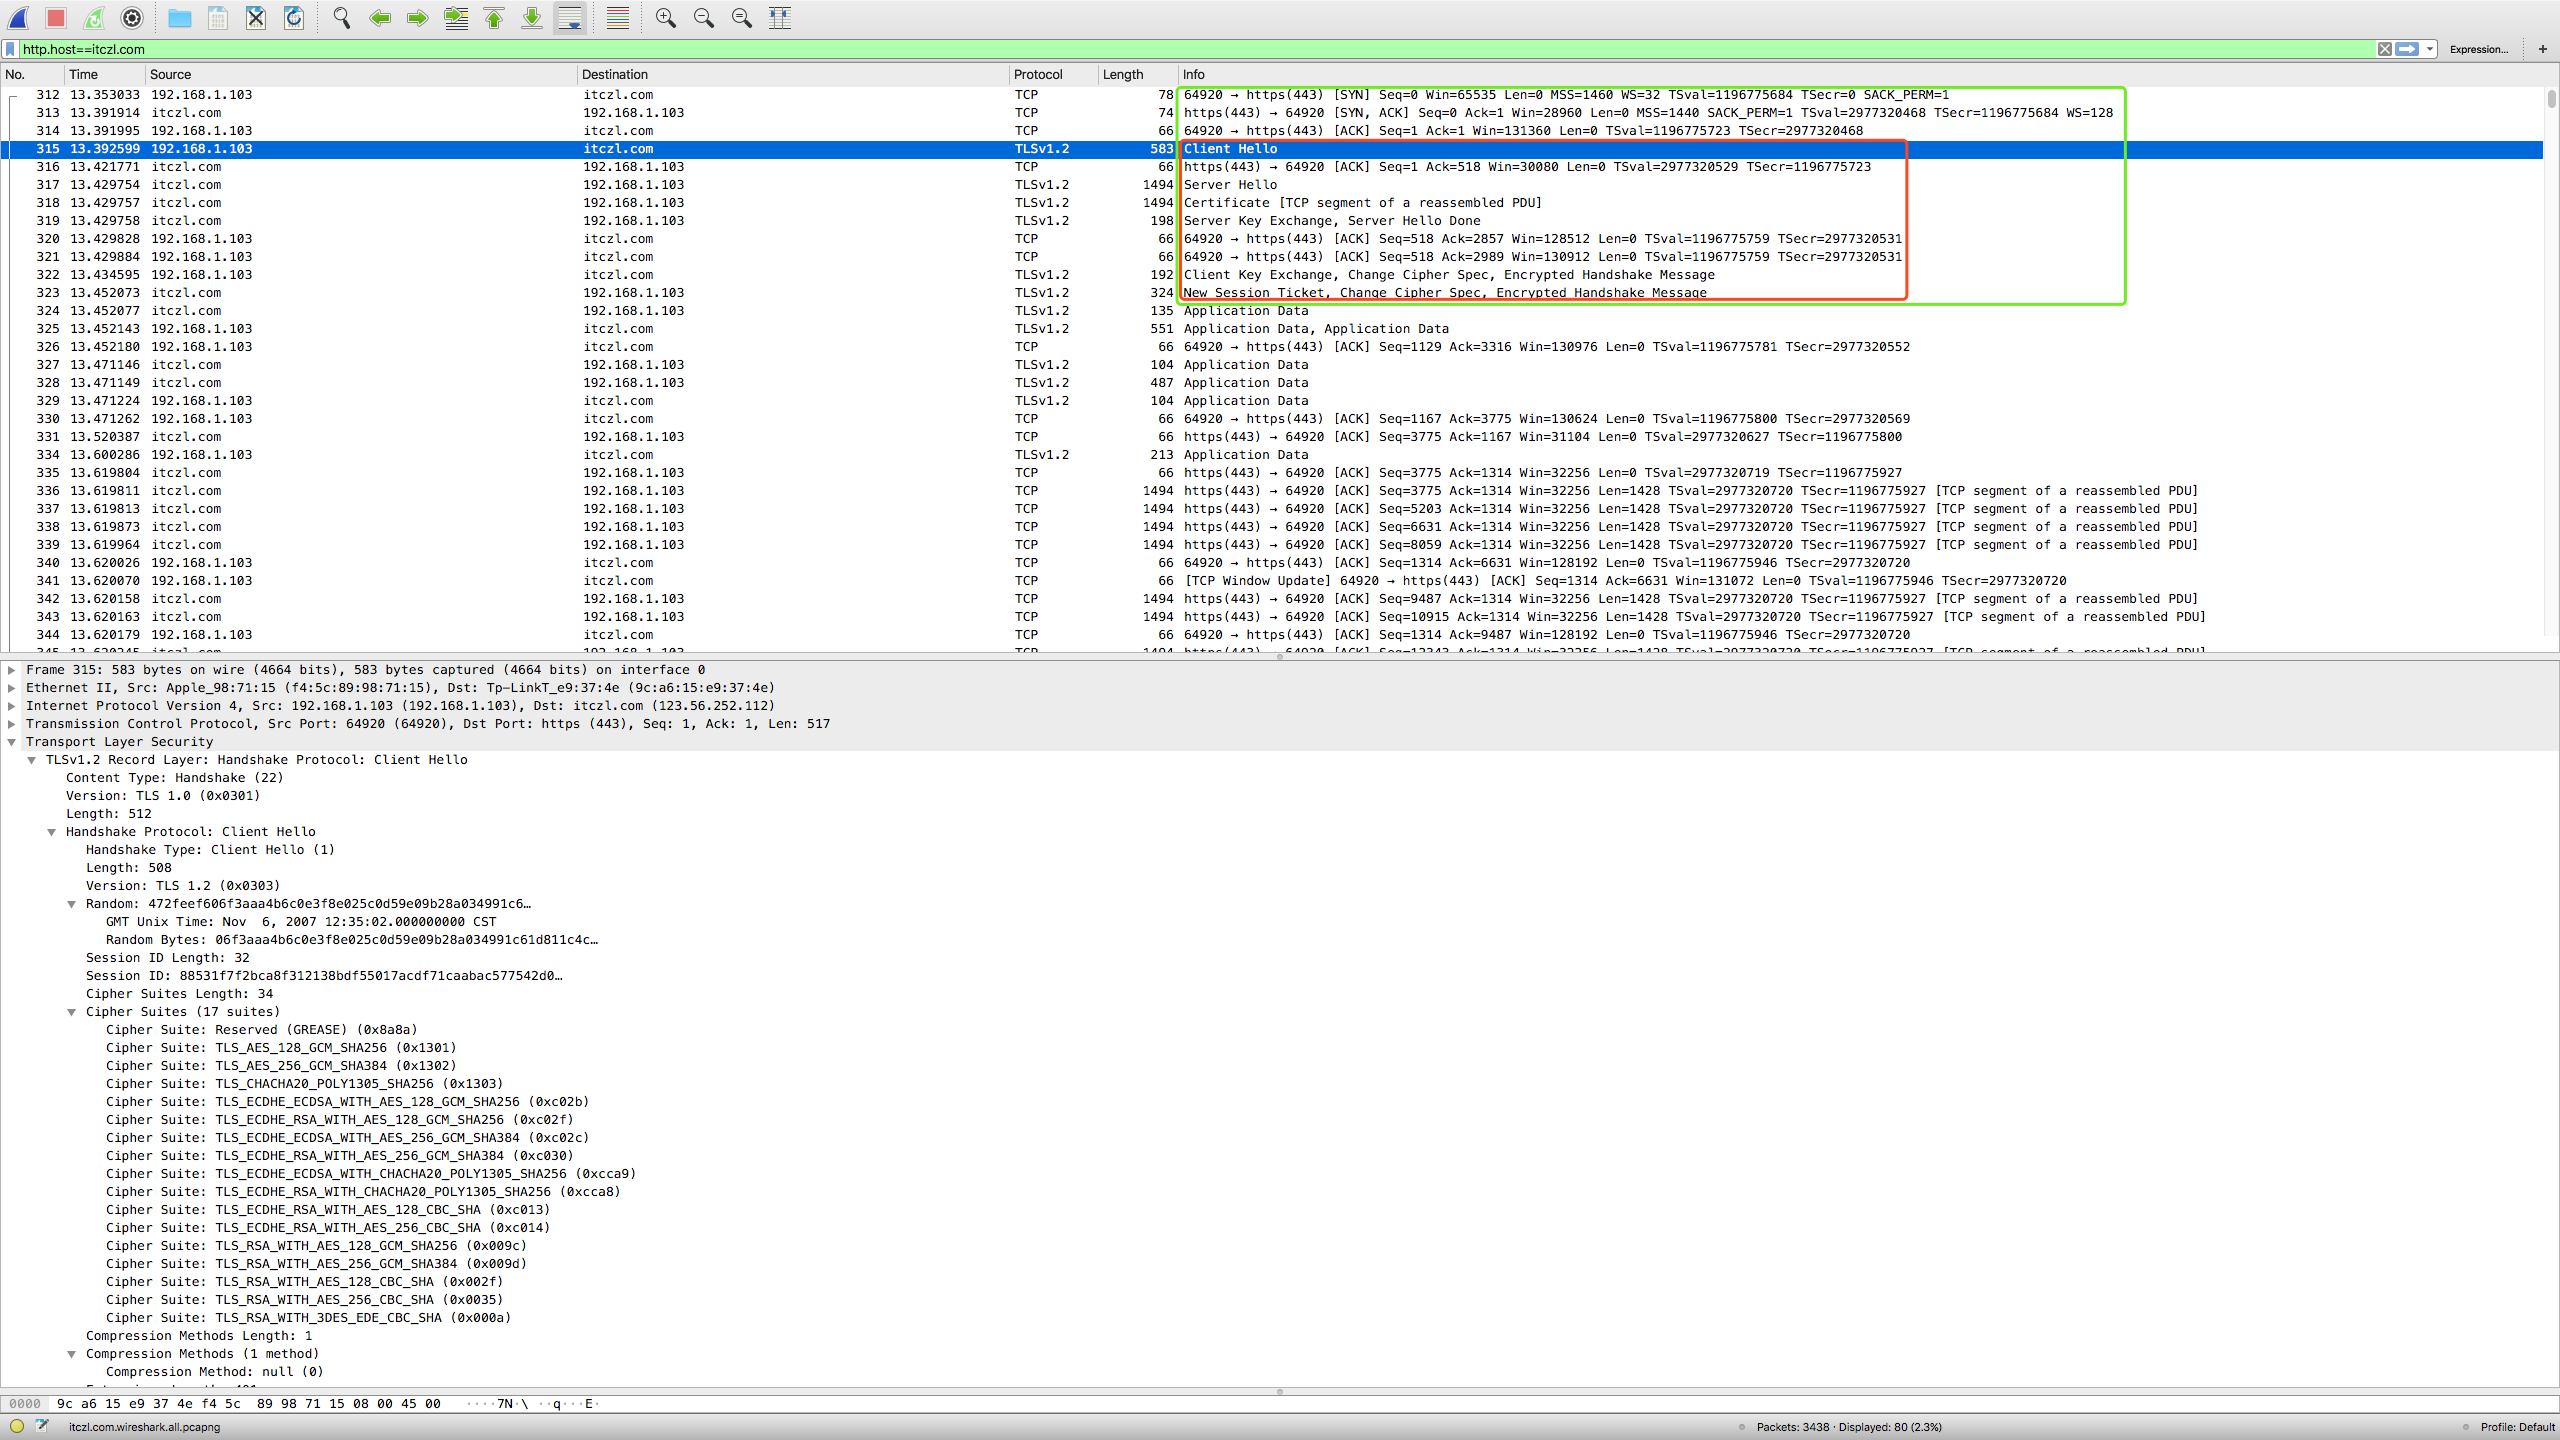 http.host==itczl.com
Expression...
+
No. Time Source Destination Protocol Length Info
312 13.353033 192.168.1.103 itczl.com TCP 78 64920 → https(443) [SYN] Seq=0 Win=65535 Len=0 MSS=1460 WS=32 TSval=1196775684 TSecr=0 SACK_PERM=1
313 13.391914 itczl.com 192.168.1.103 TCP 74 https(443) → 64920 [SYN, ACK] Seq=0 Ack=1 Win=28960 Len=0 MSS=1440 SACK_PERM=1 TSval=2977320468 TSecr=1196775684 WS=128
314 13.391995 192.168.1.103 itczl.com TCP 66 64920 → https(443) [ACK] Seq=1 Ack=1 Win=131360 Len=0 TSval=1196775723 TSecr=2977320468
315 13.392599 192.168.1.103 itczl.com TLSv1.2 583 Client Hello
316 13.421771 itczl.com 192.168.1.103 TCP 66 https(443) → 64920 [ACK] Seq=1 Ack=518 Win=30080 Len=0 TSval=2977320529 TSecr=1196775723
317 13.429754 itczl.com 192.168.1.103 TLSv1.2 1494 Server Hello
318 13.429757 itczl.com 192.168.1.103 TLSv1.2 1494 Certificate [TCP segment of a reassembled PDU]
319 13.429758 itczl.com 192.168.1.103 TLSv1.2 198 Server Key Exchange, Server Hello Done
320 13.429828 192.168.1.103 itczl.com TCP 66 64920 → https(443) [ACK] Seq=518 Ack=2857 Win=128512 Len=0 TSval=1196775759 TSecr=2977320531
321 13.429884 192.168.1.103 itczl.com TCP 66 64920 → https(443) [ACK] Seq=518 Ack=2989 Win=130912 Len=0 TSval=1196775759 TSecr=2977320531
322 13.434595 192.168.1.103 itczl.com TLSv1.2 192 Client Key Exchange, Change Cipher Spec, Encrypted Handshake Message
323 13.452073 itczl.com 192.168.1.103 TLSv1.2 324 New Session Ticket, Change Cipher Spec, Encrypted Handshake Message
324 13.452077 itczl.com 192.168.1.103 TLSv1.2 135 Application Data
325 13.452143 192.168.1.103 itczl.com TLSv1.2 551 Application Data, Application Data
326 13.452180 192.168.1.103 itczl.com TCP 66 64920 → https(443) [ACK] Seq=1129 Ack=3316 Win=130976 Len=0 TSval=1196775781 TSecr=2977320552
327 13.471146 itczl.com 192.168.1.103 TLSv1.2 104 Application Data
328 13.471149 itczl.com 192.168.1.103 TLSv1.2 487 Application Data
329 13.471224 192.168.1.103 itczl.com TLSv1.2 104 Application Data
330 13.471262 192.168.1.103 itczl.com TCP 66 64920 → https(443) [ACK] Seq=1167 Ack=3775 Win=130624 Len=0 TSval=1196775800 TSecr=2977320569
331 13.520387 itczl.com 192.168.1.103 TCP 66 https(443) → 64920 [ACK] Seq=3775 Ack=1167 Win=31104 Len=0 TSval=2977320627 TSecr=1196775800
334 13.600286 192.168.1.103 itczl.com TLSv1.2 213 Application Data
335 13.619804 itczl.com 192.168.1.103 TCP 66 https(443) → 64920 [ACK] Seq=3775 Ack=1314 Win=32256 Len=0 TSval=2977320719 TSecr=1196775927
336 13.619811 itczl.com 192.168.1.103 TCP 1494 https(443) → 64920 [ACK] Seq=3775 Ack=1314 Win=32256 Len=1428 TSval=2977320720 TSecr=1196775927 [TCP segment of a reassembled PDU]
337 13.619813 itczl.com 192.168.1.103 TCP 1494 https(443) → 64920 [ACK] Seq=5203 Ack=1314 Win=32256 Len=1428 TSval=2977320720 TSecr=1196775927 [TCP segment of a reassembled PDU]
338 13.619873 itczl.com 192.168.1.103 TCP 1494 https(443) → 64920 [ACK] Seq=6631 Ack=1314 Win=32256 Len=1428 TSval=2977320720 TSecr=1196775927 [TCP segment of a reassembled PDU]
339 13.619964 itczl.com 192.168.1.103 TCP 1494 https(443) → 64920 [ACK] Seq=8059 Ack=1314 Win=32256 Len=1428 TSval=2977320720 TSecr=1196775927 [TCP segment of a reassembled PDU]
340 13.620026 192.168.1.103 itczl.com TCP 66 64920 → https(443) [ACK] Seq=1314 Ack=6631 Win=128192 Len=0 TSval=1196775946 TSecr=2977320720
341 13.620070 192.168.1.103 itczl.com TCP 66 [TCP Window Update] 64920 → https(443) [ACK] Seq=1314 Ack=6631 Win=131072 Len=0 TSval=1196775946 TSecr=2977320720
342 13.620158 itczl.com 192.168.1.103 TCP 1494 https(443) → 64920 [ACK] Seq=9487 Ack=1314 Win=32256 Len=1428 TSval=2977320720 TSecr=1196775927 [TCP segment of a reassembled PDU]
343 13.620163 itczl.com 192.168.1.103 TCP 1494 https(443) → 64920 [ACK] Seq=10915 Ack=1314 Win=32256 Len=1428 TSval=2977320720 TSecr=1196775927 [TCP segment of a reassembled PDU]
344 13.620179 192.168.1.103 itczl.com TCP 66 64920 → https(443) [ACK] Seq=1314 Ack=9487 Win=128192 Len=0 TSval=1196775946 TSecr=2977320720
345 13.620245 itczl.com 192.168.1.103 TCP 1494 https(443) → 64920 [ACK] Seq=12343 Ack=1314 Win=32256 Len=1428 TSval=2977320720 TSecr=1196775927 [TCP segment of a reassembled PDU]
Frame 315: 583 bytes on wire (4664 bits), 583 bytes captured (4664 bits) on interface 0
Ethernet II, Src: Apple_98:71:15 (f4:5c:89:98:71:15), Dst: Tp-LinkT_e9:37:4e (9c:a6:15:e9:37:4e)
Internet Protocol Version 4, Src: 192.168.1.103 (192.168.1.103), Dst: itczl.com (123.56.252.112)
Transmission Control Protocol, Src Port: 64920 (64920), Dst Port: https (443), Seq: 1, Ack: 1, Len: 517
Transport Layer Security
TLSv1.2 Record Layer: Handshake Protocol: Client Hello
Content Type: Handshake (22)
Version: TLS 1.0 (0x0301)
Length: 512
Handshake Protocol: Client Hello
Handshake Type: Client Hello (1)
Length: 508
Version: TLS 1.2 (0x0303)
Random: 472feef606f3aaa4b6c0e3f8e025c0d59e09b28a034991c6…
GMT Unix Time: Nov  6, 2007 12:35:02.000000000 CST
Random Bytes: 06f3aaa4b6c0e3f8e025c0d59e09b28a034991c61d811c4c…
Session ID Length: 32
Session ID: 88531f7f2bca8f312138bdf55017acdf71caabac577542d0…
Cipher Suites Length: 34
Cipher Suites (17 suites)
Cipher Suite: Reserved (GREASE) (0x8a8a)
Cipher Suite: TLS_AES_128_GCM_SHA256 (0x1301)
Cipher Suite: TLS_AES_256_GCM_SHA384 (0x1302)
Cipher Suite: TLS_CHACHA20_POLY1305_SHA256 (0x1303)
Cipher Suite: TLS_ECDHE_ECDSA_WITH_AES_128_GCM_SHA256 (0xc02b)
Cipher Suite: TLS_ECDHE_RSA_WITH_AES_128_GCM_SHA256 (0xc02f)
Cipher Suite: TLS_ECDHE_ECDSA_WITH_AES_256_GCM_SHA384 (0xc02c)
Cipher Suite: TLS_ECDHE_RSA_WITH_AES_256_GCM_SHA384 (0xc030)
Cipher Suite: TLS_ECDHE_ECDSA_WITH_CHACHA20_POLY1305_SHA256 (0xcca9)
Cipher Suite: TLS_ECDHE_RSA_WITH_CHACHA20_POLY1305_SHA256 (0xcca8)
Cipher Suite: TLS_ECDHE_RSA_WITH_AES_128_CBC_SHA (0xc013)
Cipher Suite: TLS_ECDHE_RSA_WITH_AES_256_CBC_SHA (0xc014)
Cipher Suite: TLS_RSA_WITH_AES_128_GCM_SHA256 (0x009c)
Cipher Suite: TLS_RSA_WITH_AES_256_GCM_SHA384 (0x009d)
Cipher Suite: TLS_RSA_WITH_AES_128_CBC_SHA (0x002f)
Cipher Suite: TLS_RSA_WITH_AES_256_CBC_SHA (0x0035)
Cipher Suite: TLS_RSA_WITH_3DES_EDE_CBC_SHA (0x000a)
Compression Methods Length: 1
Compression Methods (1 method)
Compression Method: null (0)
0000 9c a6 15 e9 37 4e f4 5c 89 98 71 15 08 00 45 00 ····7N·\ ··q···E·
itczl.com.wireshark.all.pcapng
Packets: 3438 · Displayed: 80 (2.3%)
Profile: Default